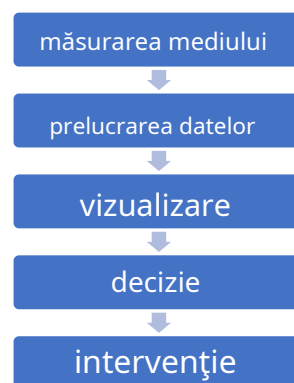 măsurarea mediului
prelucrarea datelor
vizualizare
decizie
intervenţie